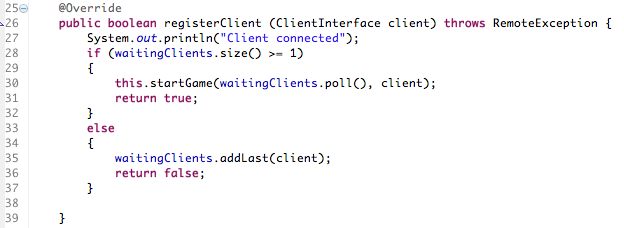 25 @Override
26 public boolean registerClient (ClientInterface client) throws RemoteException {
27 System.out.println("Client connected");
28 if (waitingClients.size() >= 1)
29 {
30 this.startGame(waitingClients.poll(), client);
31 return true;
32 }
33 else
34 {
35 waitingClients.addLast(client);
36 return false;
37 }
38
39 }